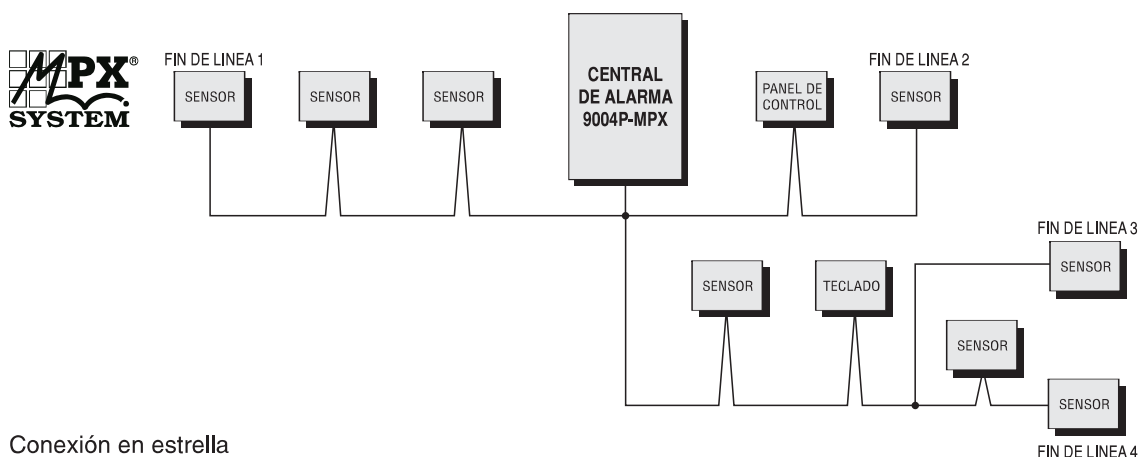 MPX®
SYSTEM
FIN DE LINEA 1
SENSOR
SENSOR
SENSOR
CENTRAL
DE ALARMA
9004P-MPX
PANEL DE
CONTROL
FIN DE LINEA 2
SENSOR
SENSOR
TECLADO
FIN DE LINEA 3
SENSOR
SENSOR
SENSOR
FIN DE LINEA 4
Conexión en estrella